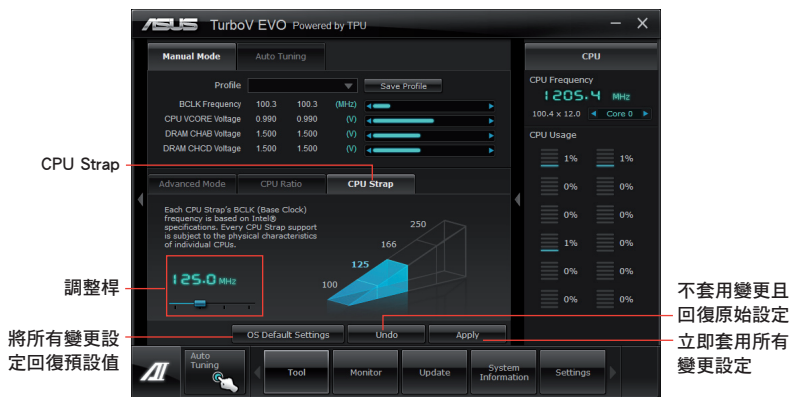 ASUS TurboV EVO Powered by TPU
Manual Mode
Auto Tuning
Profile
Save Profile
BCLK Frequency 100.3 100.3 (MHz)
CPU VCORE Voltage 0.990 0.990 (V)
DRAM CHAB Voltage 1.500 1.500 (V)
DRAM CHCD Voltage 1.500 1.500 (V)
CPU
CPU Frequency
1205.4 MHz
100.4 x 12.0 Core 0
CPU Usage
1% 1%
0% 0%
0% 0%
1% 0%
0% 0%
0% 0%
CPU Strap
Advanced Mode
CPU Ratio
CPU Strap
Each CPU Strap's BCLK (Base Clock)
frequency is based on Intel®
specifications. Every CPU Strap support
is subject to the physical characteristics
of individual CPUs.
125.0 MHz
100
125
166
250
調整桿
將所有變更設
定回復預設值
OS Default Settings
Undo
Apply
不套用變更且
回復原始設定
立即套用所有
變更設定
AI
Auto
Tuning
Tool
Monitor
Update
System
Information
Settings